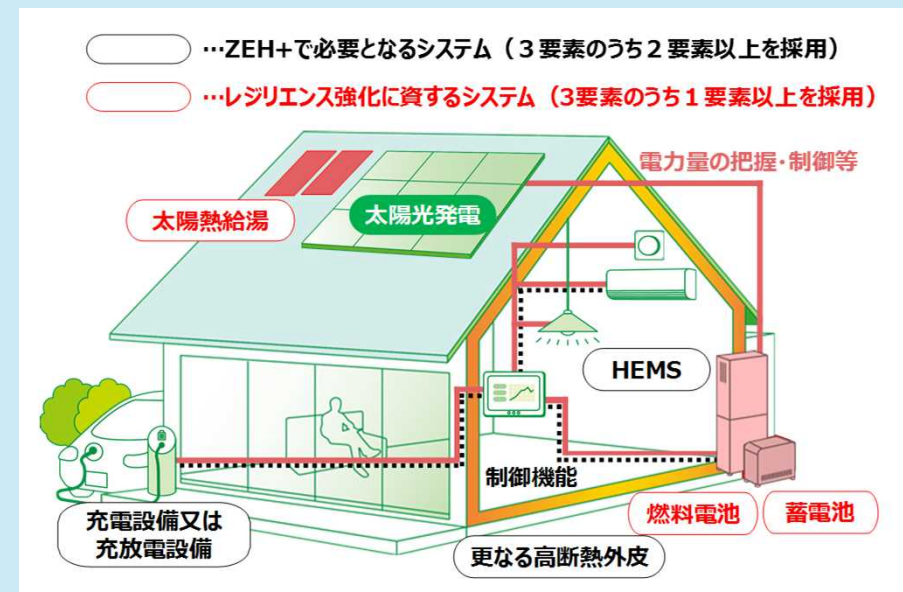 …ZEH+で必要となるシステム（３要素のうち２要素以上を採用）
…レジリエンス強化に資するシステム（3要素のうち１要素以上を採用）
電力量の把握・制御等
太陽熱給湯
太陽光発電
HEMS
制御機能
充電設備又は
充放電設備
燃料電池
蓄電池
更なる高断熱外皮